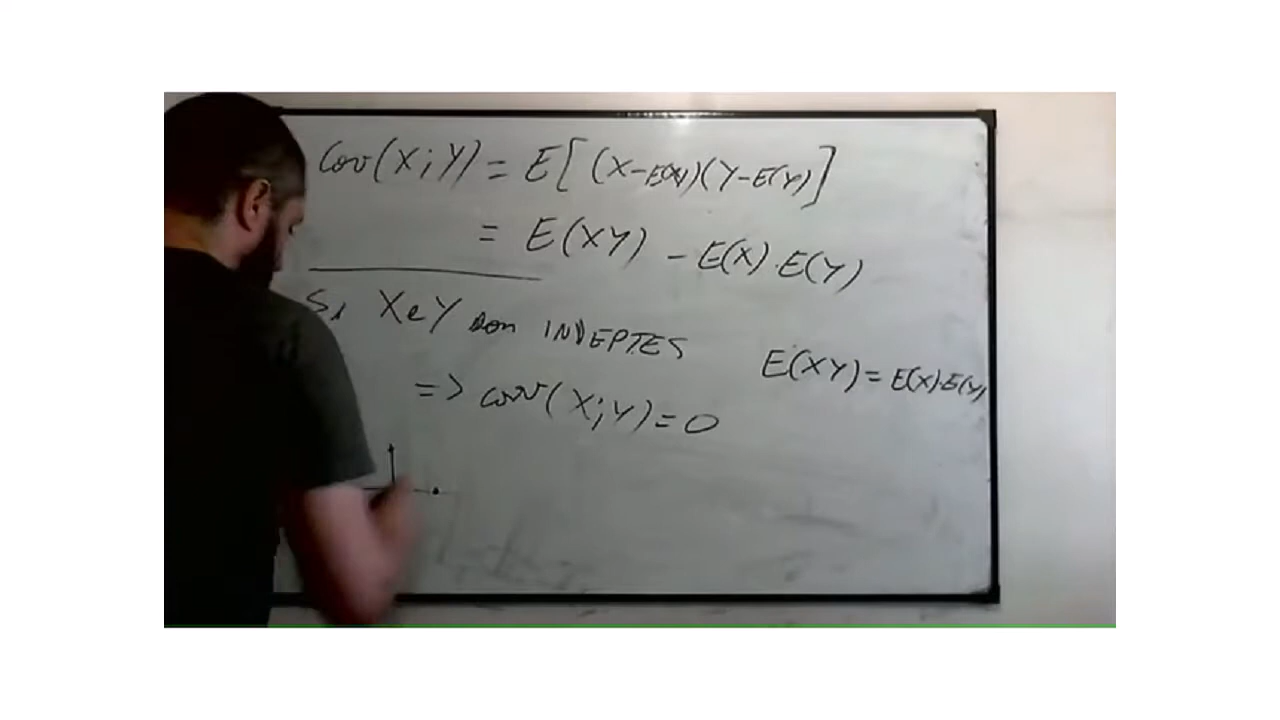 Cov(X;Y) = E[(X-E(X))(Y-E(Y)]
= E(XY) - E(X).E(Y)
Si X e Y son INDEPTES
E(XY) = E(X).E(Y)
=> cov(X;Y) = 0